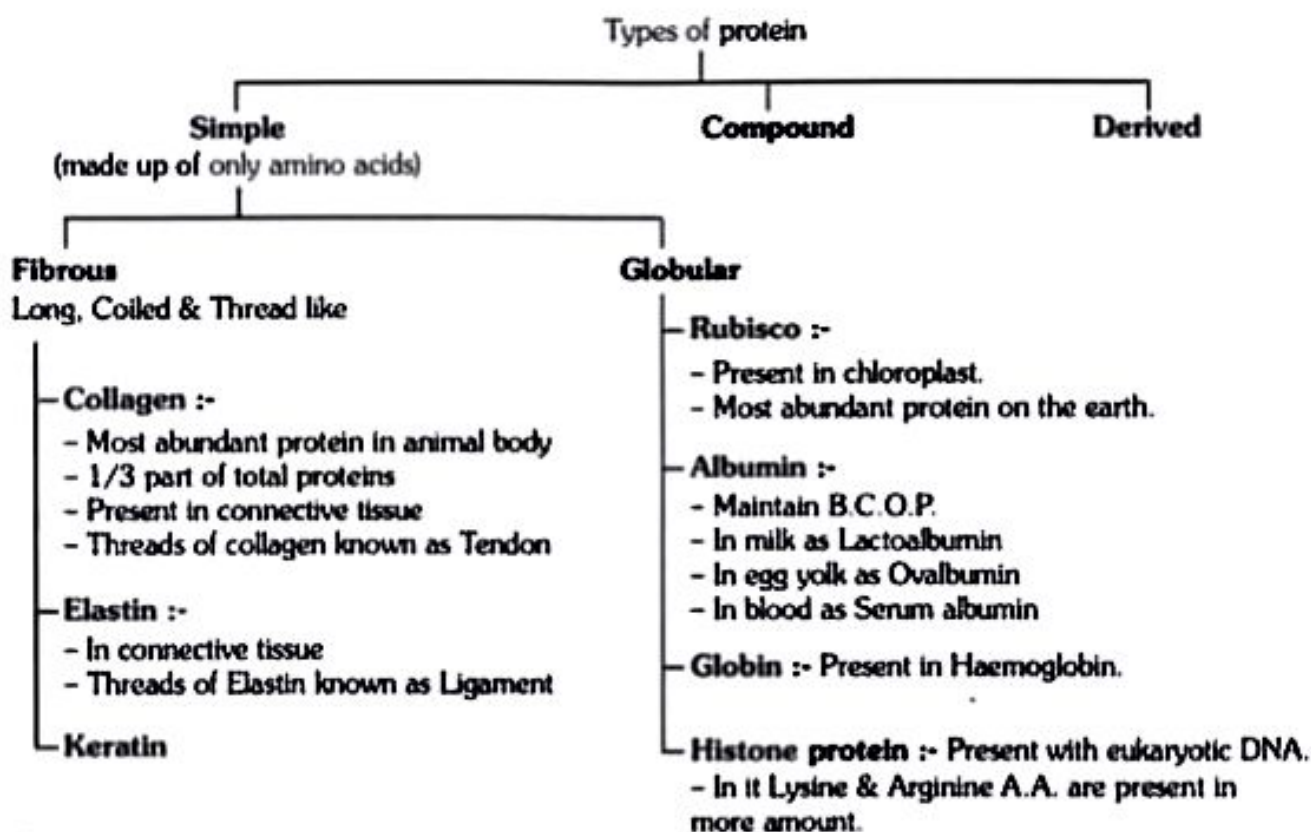 Types of protein
Simple
(made up of only amino acids)
Compound
Derived
Fibrous
Long, Coiled & Thread like
Collagen :-
– Most abundant protein in animal body
– 1/3 part of total proteins
– Present in connective tissue
– Threads of collagen known as Tendon
Elastin :-
– In connective tissue
– Threads of Elastin known as Ligament
Keratin
Globular
Rubisco :-
– Present in chloroplast.
– Most abundant protein on the earth.
Albumin :-
– Maintain B.C.O.P.
– In milk as Lactoalbumin
– In egg yolk as Ovalbumin
– In blood as Serum albumin
Globin :- Present in Haemoglobin.
Histone protein :- Present with eukaryotic DNA.
– In it Lysine & Arginine A.A. are present in
more amount.